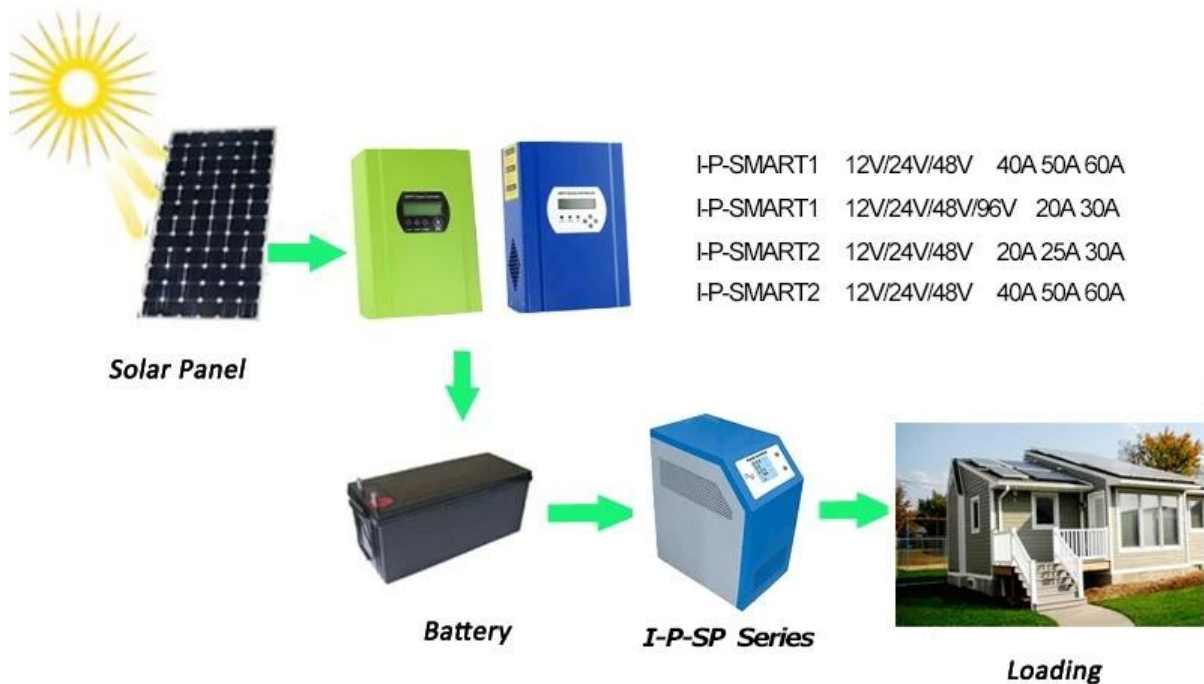 I-P-SMART1 12V/24V/48V 40A 50A 60A
I-P-SMART1 12V/24V/48V/96V 20A 30A
I-P-SMART2 12V/24V/48V 20A 25A 30A
I-P-SMART2 12V/24V/48V 40A 50A 60A
Solar Panel
Battery
I-P-SP Series
Loading